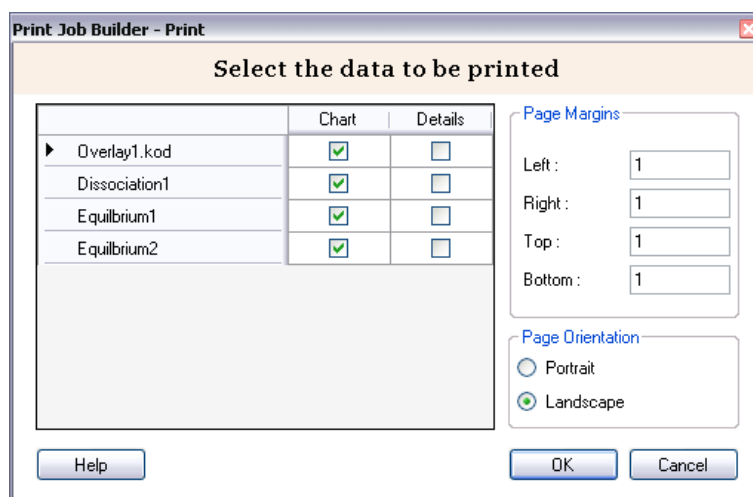 Print Job Builder - Print
Select the data to be printed
Chart Details
Overlay1.kod
Dissociation1
Equilbrium1
Equilbrium2
Page Margins
Left : 1
Right : 1
Top : 1
Bottom : 1
Page Orientation
Portrait
Landscape
Help OK Cancel